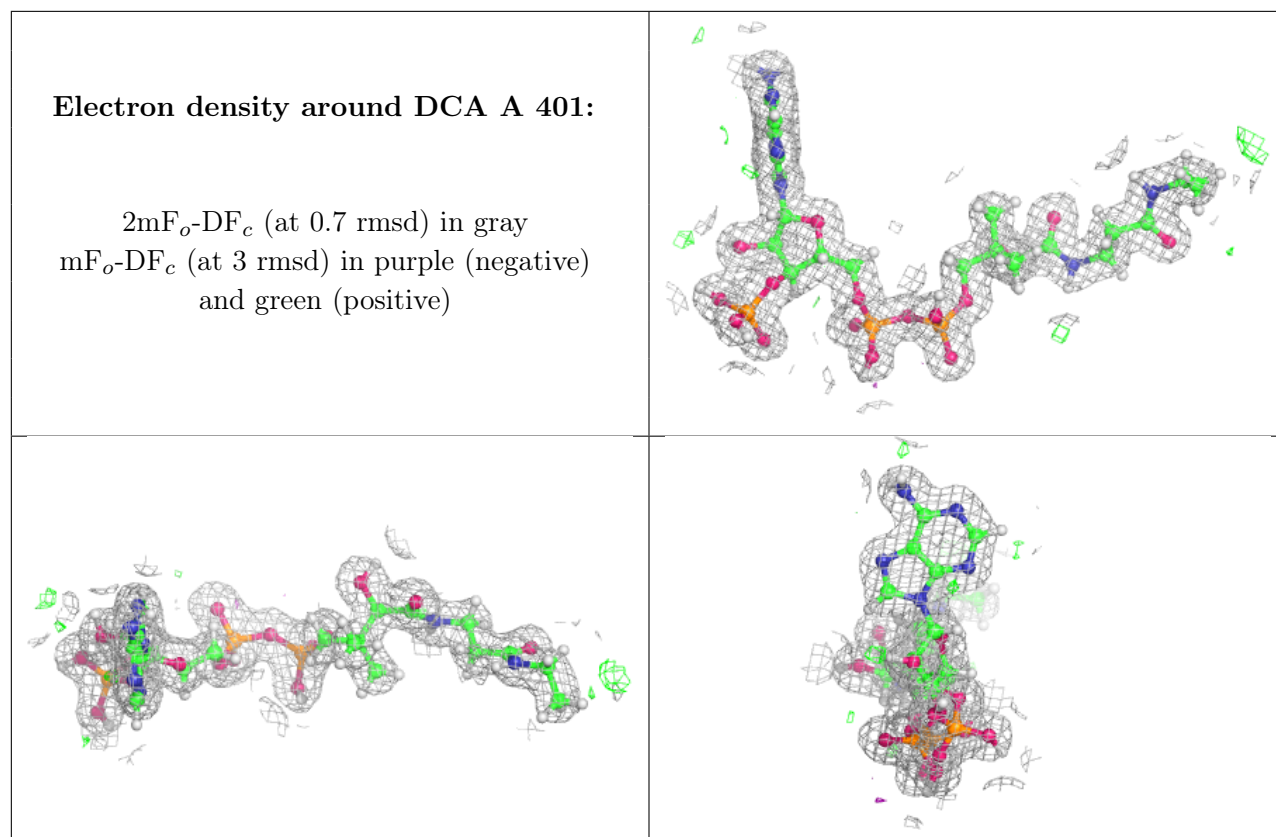 Electron density around DCA A 401:
2mFo-DFc (at 0.7 rmsd) in gray
mFo-DFc (at 3 rmsd) in purple (negative)
and green (positive)